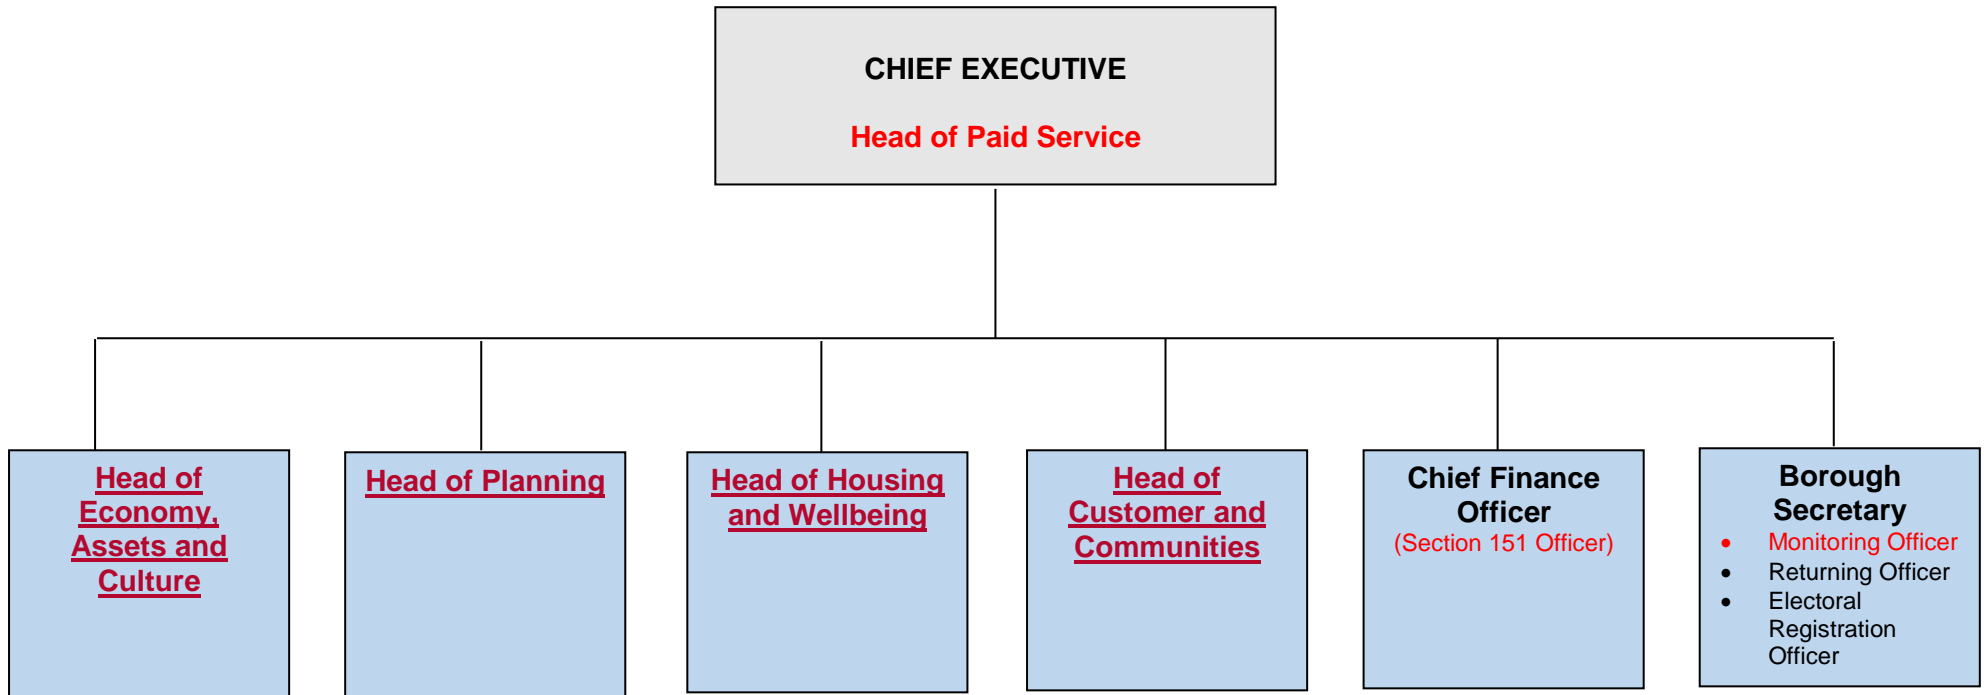 CHIEF EXECUTIVE
Head of Paid Service
Head of
Economy,
Assets and
Culture
Head of Planning
Head of Housing
and Wellbeing
Head of
Customer and
Communities
Chief Finance
Officer
(Section 151 Officer)
Borough
Secretary
• Monitoring Officer
• Returning Officer
• Electoral
Registration
Officer